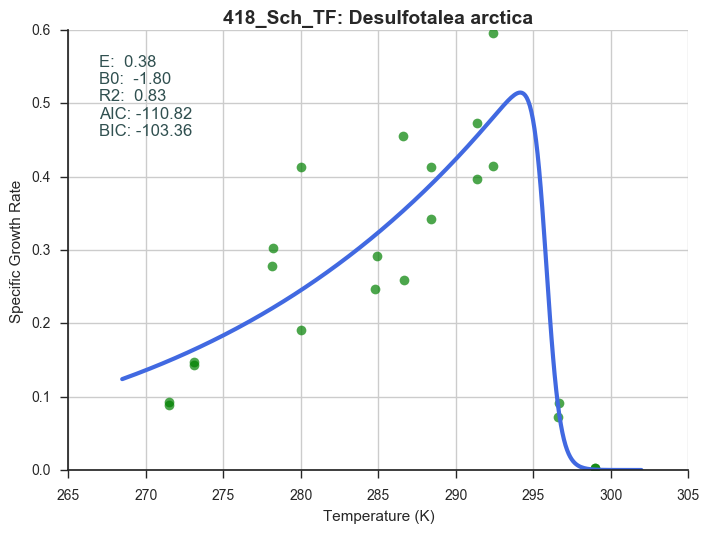 418_Sch_TF: Desulfotalea arctica
E:  0.38
B0:  -1.80
R2:  0.83
AIC: -110.82
BIC: -103.36
Specific Growth Rate
0.6
0.5
0.4
0.3
0.2
0.1
0.0
265 270 275 280 285 290 295 300 305
Temperature (K)